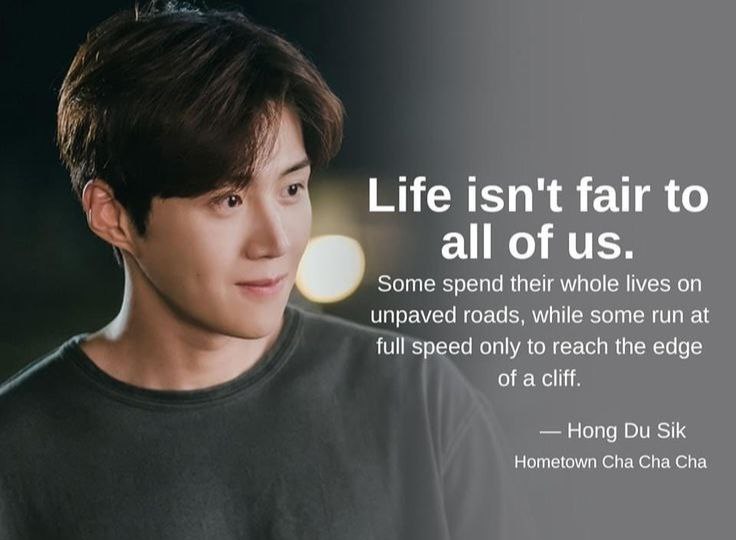 Life isn't fair to
all of us.
Some spend their whole lives on
unpaved roads, while some run at
full speed only to reach the edge
of a cliff.
— Hong Du Sik
Hometown Cha Cha Cha